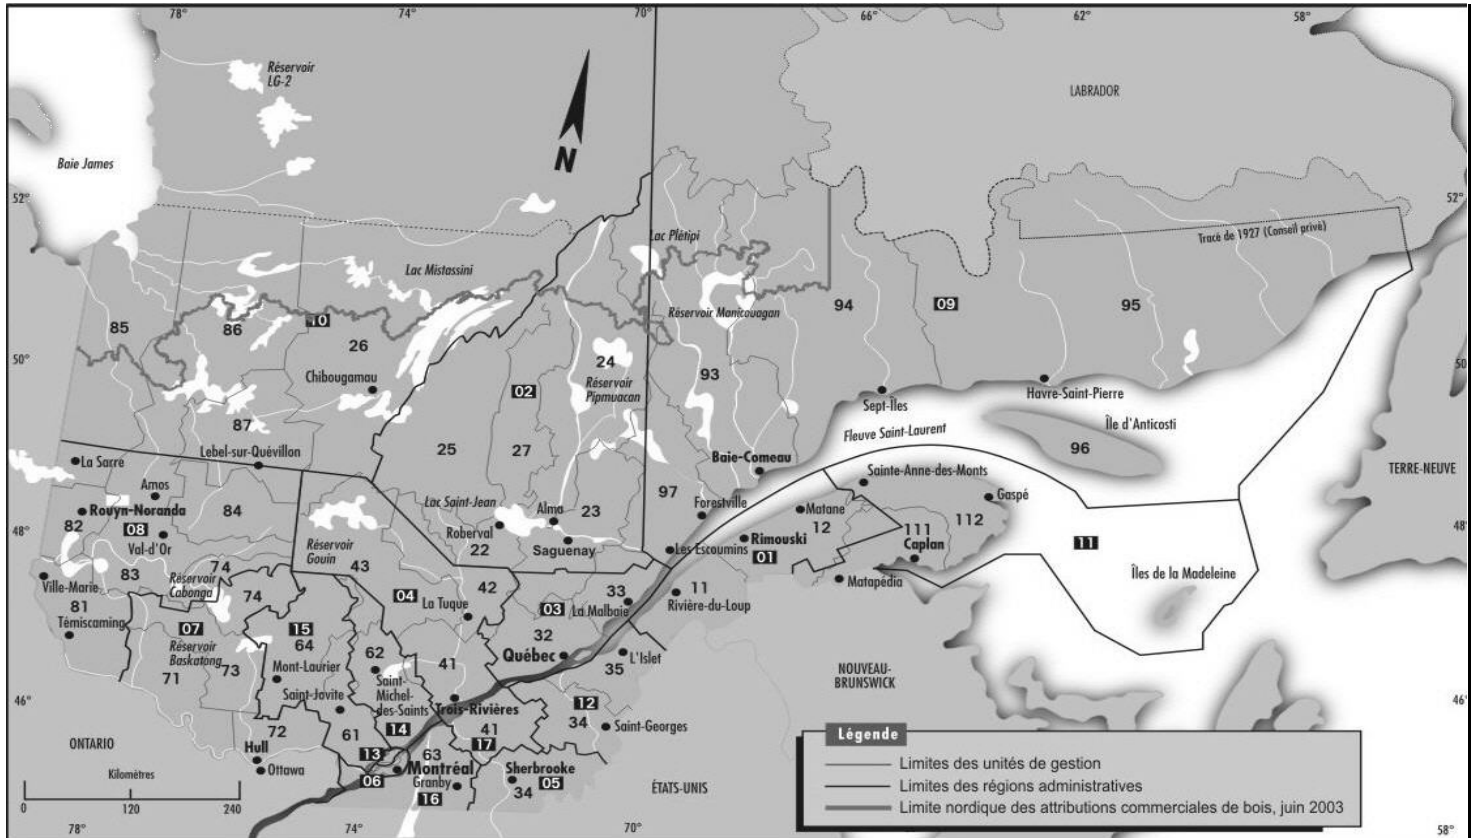 78°
74°
70°
66°
62°
58°
Réservoir
LG-2
LABRADOR
Baie James
N
52°
52°
Lac Plétipi
Tracé de 1927 (Conseil privé)
Lac Mistassini
94
09
95
Réservoir Manicouagan
85
86
10
26
50°
50°
24
93
Chibougamau
02
Réservoir
Pipmuacan
Sept-Îles
Havre-Saint-Pierre
87
Île d'Anticosti
Fleuve Saint-Laurent
25
27
96
Lebel-sur-Quévillon
La Sarre
Baie-Comeau
Sainte-Anne-des-Monts
TERRE-NEUVE
Amos
97
Gaspé
Lac Saint-Jean
Rouyn-Noranda
84
Alma
23
Forestville
Matane
112
82
08
Roberval
12
111
48°
48°
Val-d'Or
Saguenay
Rimouski
Caplan
11
Réservoir
Gouin
22
Les Escoumins
01
83
74
43
Ville-Marie
Réservoir
Cabonga
Matapédia
Îles de la Madeleine
74
04
42
33
11
81
La Tuque
03
La Malbaie
Rivière-du-Loup
Témiscaming
07
15
64
62
32
Réservoir
Baskatong
41
Québec
L'Islet
71
73
Mont-Laurier
Saint-
Michel-
des-Saints
35
NOUVEAU-
BRUNSWICK
Saint-Jovite
46°
46°
Trois-Rivières
12
34
Saint-Georges
72
61
14
41
17
ONTARIO
Hull
13
63
Ottawa
06
Montréal
Sherbrooke
Granby
05
16
34
ÉTATS-UNIS
Kilomètres
0
120
240
Légende
Limites des unités de gestion
Limites des régions administratives
Limite nordique des attributions commerciales de bois, juin 2003
78°
74°
70°
58°